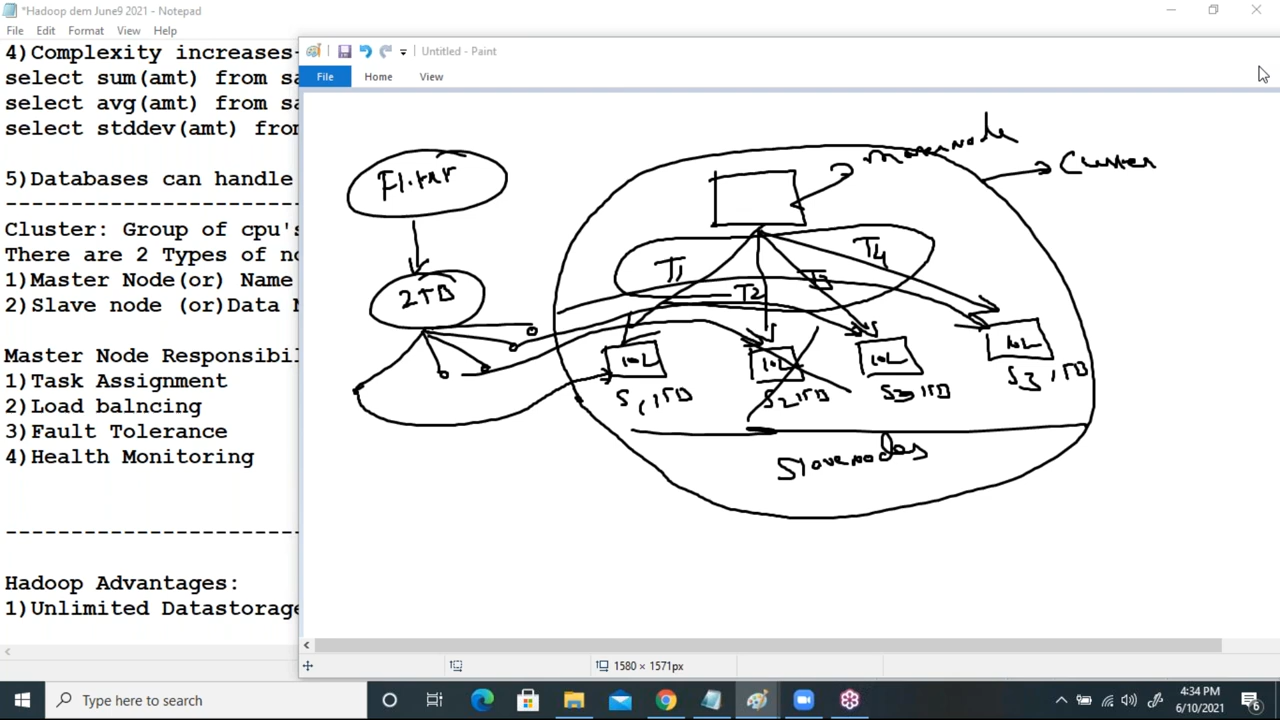 *Hadoop dem June9 2021 - Notepad
File Edit Format View Help
4)Complexity increases-
select sum(amt) from sa
select avg(amt) from sa
select stddev(amt) from
5)Databases can handle
-----------------------
Cluster: Group of cpu's
There are 2 Types of no
1)Master Node(or) Name
2)Slave node (or)Data N
Master Node Responsibil
1)Task Assignment
2)Load balncing
3)Fault Tolerance
4)Health Monitoring
-----------------------
Hadoop Advantages:
1)Unlimited Datastorage
Untitled - Paint
File Home View
Masternode
Cluster
F1.txt
T1
T4
T3
T2
2TB
10L
10L
10L
10L
S1,1TB
S2,1TB
S3,1TB
S3,1TB
Slavenodes
1580 × 1571px
Type here to search
4:34 PM
6/10/2021
6